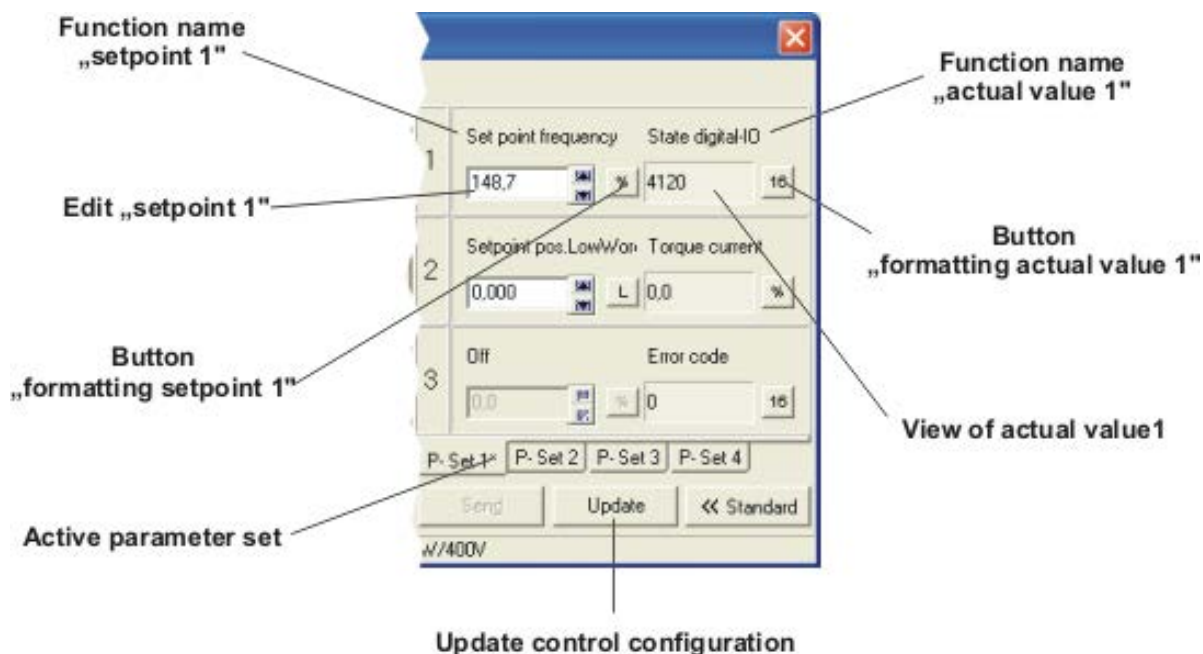 Function name
„setpoint 1"
Function name
„actual value 1"
1
Set point frequency
State digital-IO
148,7
%
4120
16
Edit „setpoint 1"
Button
„formatting actual value 1"
2
Setpoint pos.LowWor
Torque current
0,000
L
0,0
%
Button
„formatting setpoint 1"
3
Off
Error code
0,0
%
0
16
View of actual value1
P- Set 1*
P- Set 2
P- Set 3
P- Set 4
Send
Update
<< Standard
Active parameter set
W/400V
Update control configuration